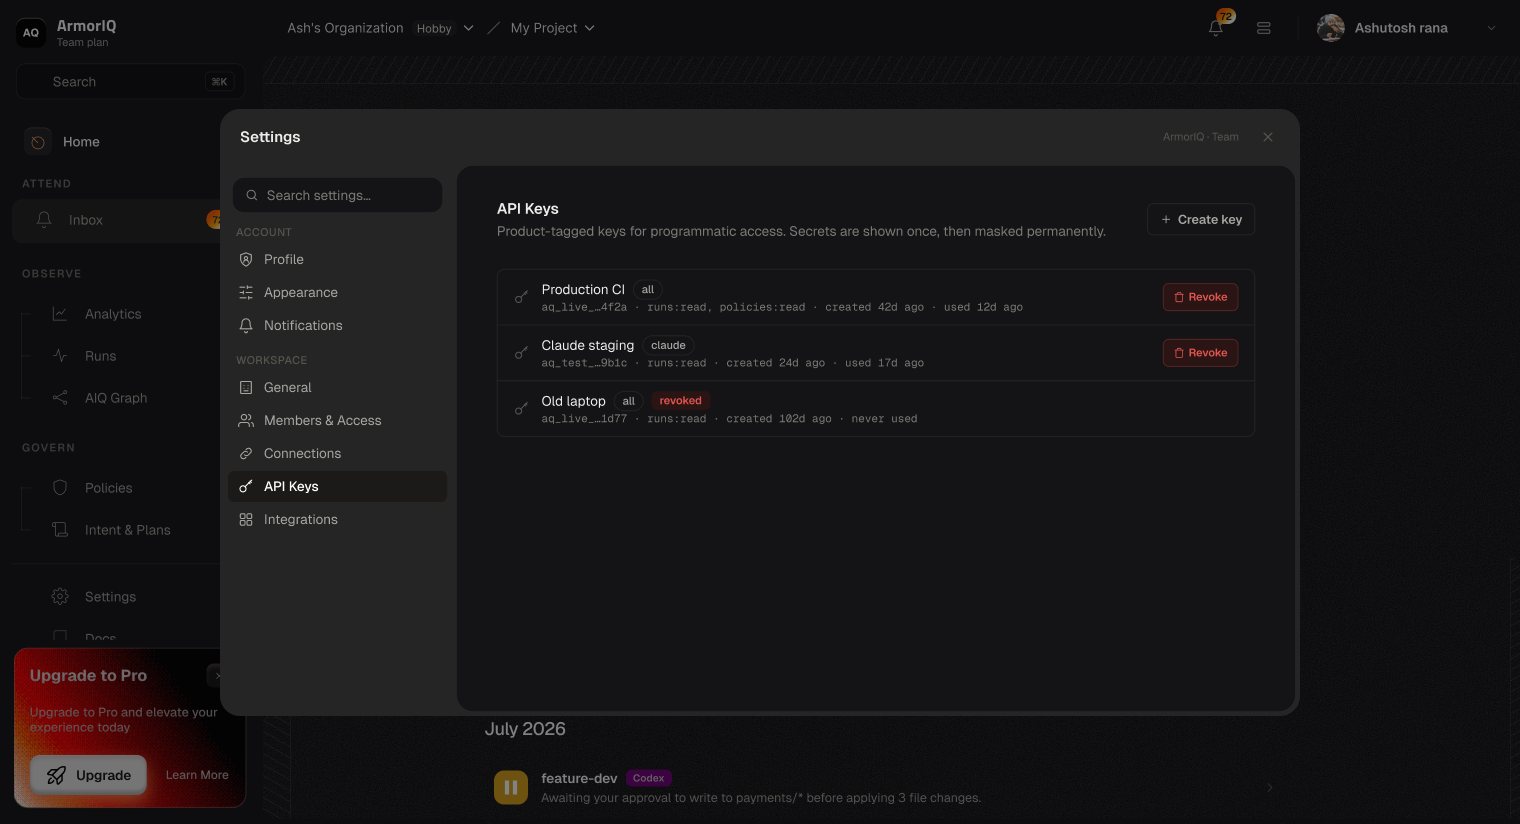 AQ
ArmorIQ
Team plan
Ash's Organization Hobby
My Project
72
Ashutosh rana
Search ⌘K
Home
ATTEND
Inbox
OBSERVE
Analytics
Runs
AIQ Graph
GOVERN
Policies
Intent & Plans
Settings
Docs
Upgrade to Pro
Upgrade to Pro and elevate your
experience today
Upgrade
Learn More
Settings
ArmorIQ · Team
Search settings...
ACCOUNT
Profile
Appearance
Notifications
WORKSPACE
General
Members & Access
Connections
API Keys
Integrations
API Keys
Product-tagged keys for programmatic access. Secrets are shown once, then masked permanently.
+ Create key
Production CI all
aq_live_…4f2a · runs:read, policies:read · created 42d ago · used 12d ago
Revoke
Claude staging claude
aq_test_…9b1c · runs:read · created 24d ago · used 17d ago
Revoke
Old laptop all revoked
aq_live_…1d77 · runs:read · created 102d ago · never used
July 2026
feature-dev Codex
Awaiting your approval to write to payments/* before applying 3 file changes.